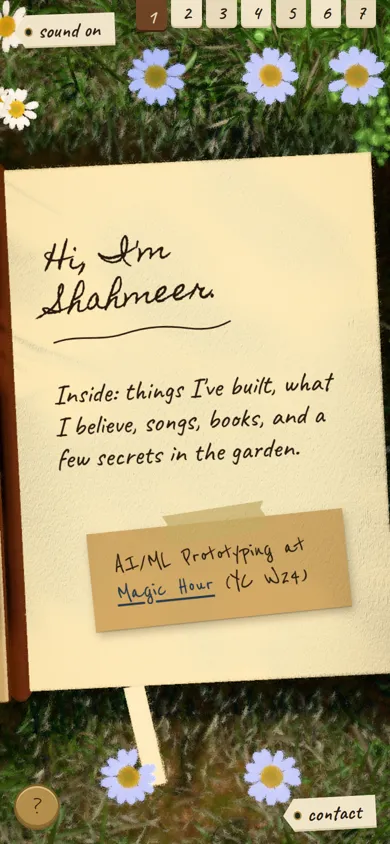 sound on
1 2 3 4 5 6 7
Hi, I'm
Shahmeer.
Inside: things I've built, what
I believe, songs, books, and a
few secrets in the garden.
AI/ML Prototyping at
Magic Hour (YC W24)
?
contact